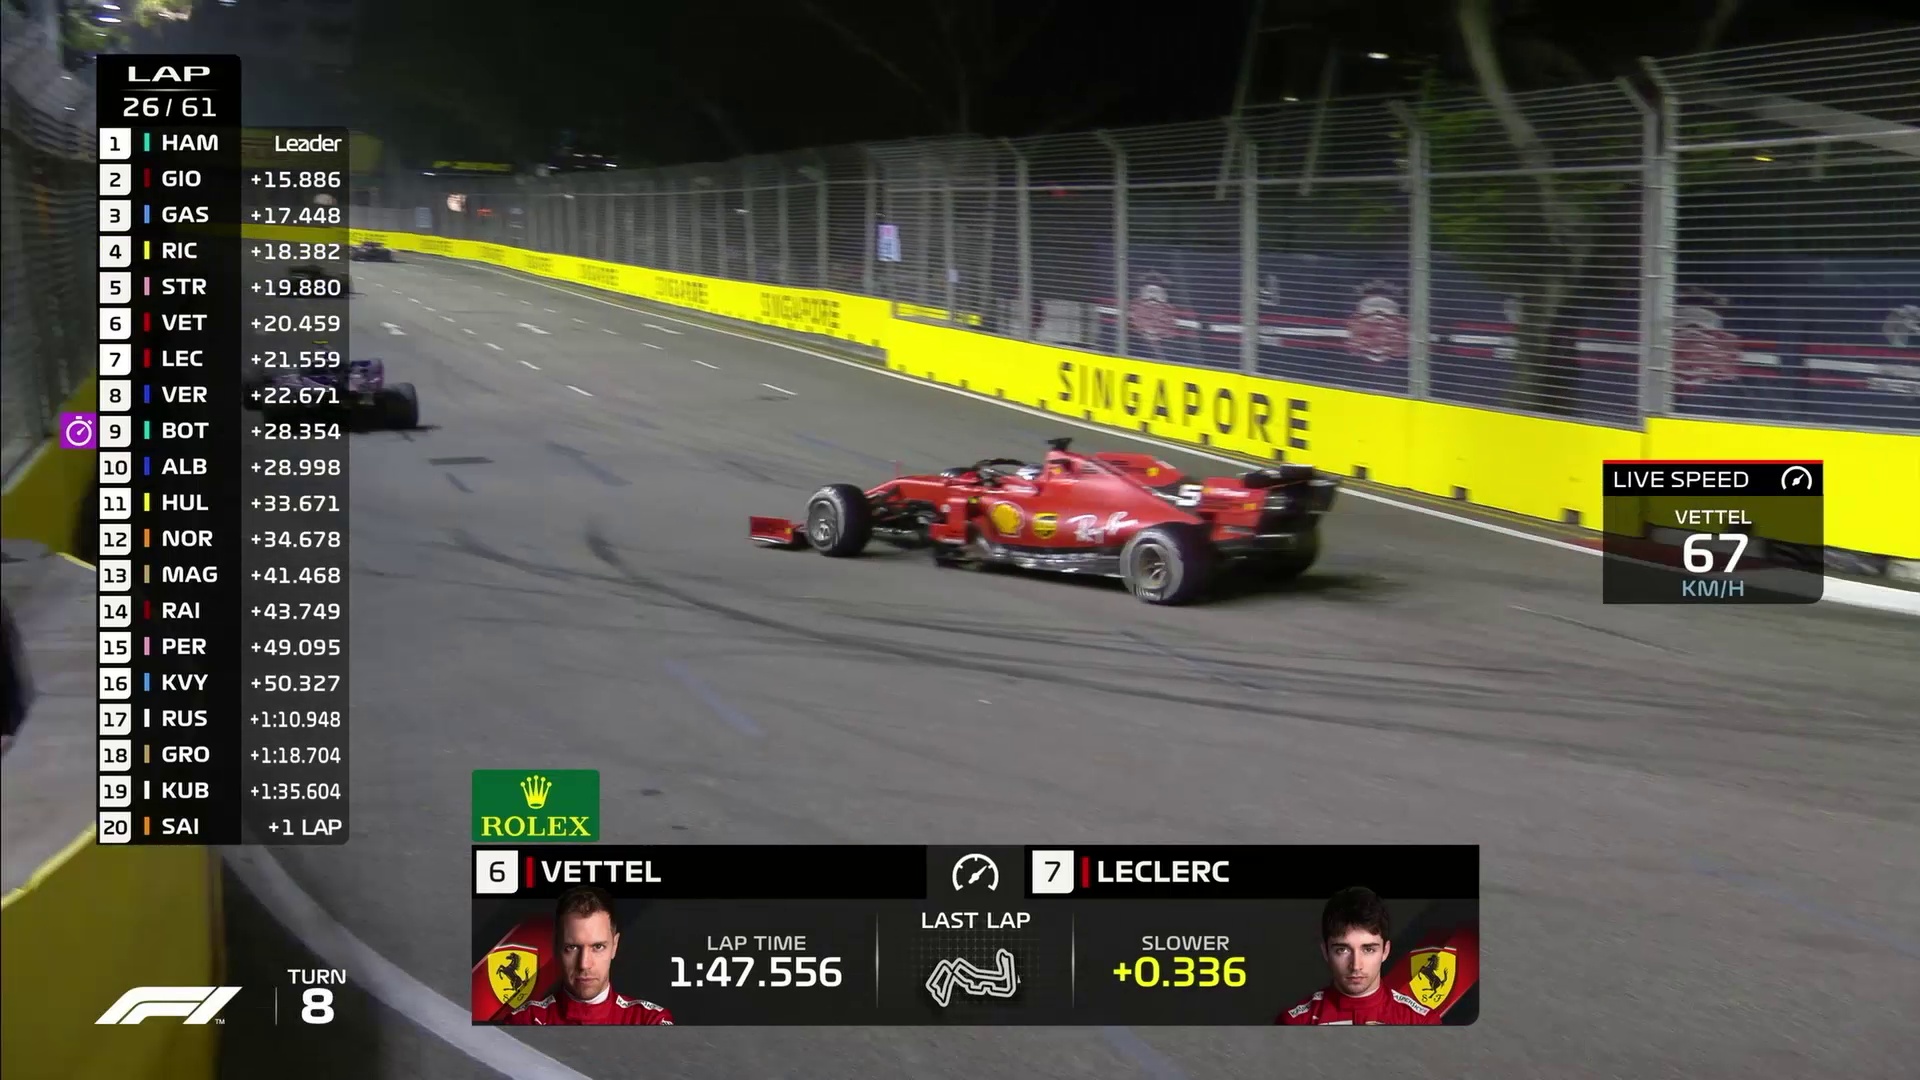 LAP
26 / 61
1 HAM Leader
2 GIO +15.886
3 GAS +17.448
4 RIC +18.382
5 STR +19.880
6 VET +20.459
7 LEC +21.559
8 VER +22.671
9 BOT +28.354
10 ALB +28.998
11 HUL +33.671
12 NOR +34.678
13 MAG +41.468
14 RAI +43.749
15 PER +49.095
16 KVY +50.327
17 RUS +1:10.948
18 GRO +1:18.704
19 KUB +1:35.604
20 SAI +1 LAP
SINGAPORE
SINGAPORE
5
LIVE SPEED
VETTEL
67
KM/H
ROLEX
6 VETTEL
7 LECLERC
LAP TIME
1:47.556
LAST LAP
SLOWER
+0.336
F1
TM
TURN
8